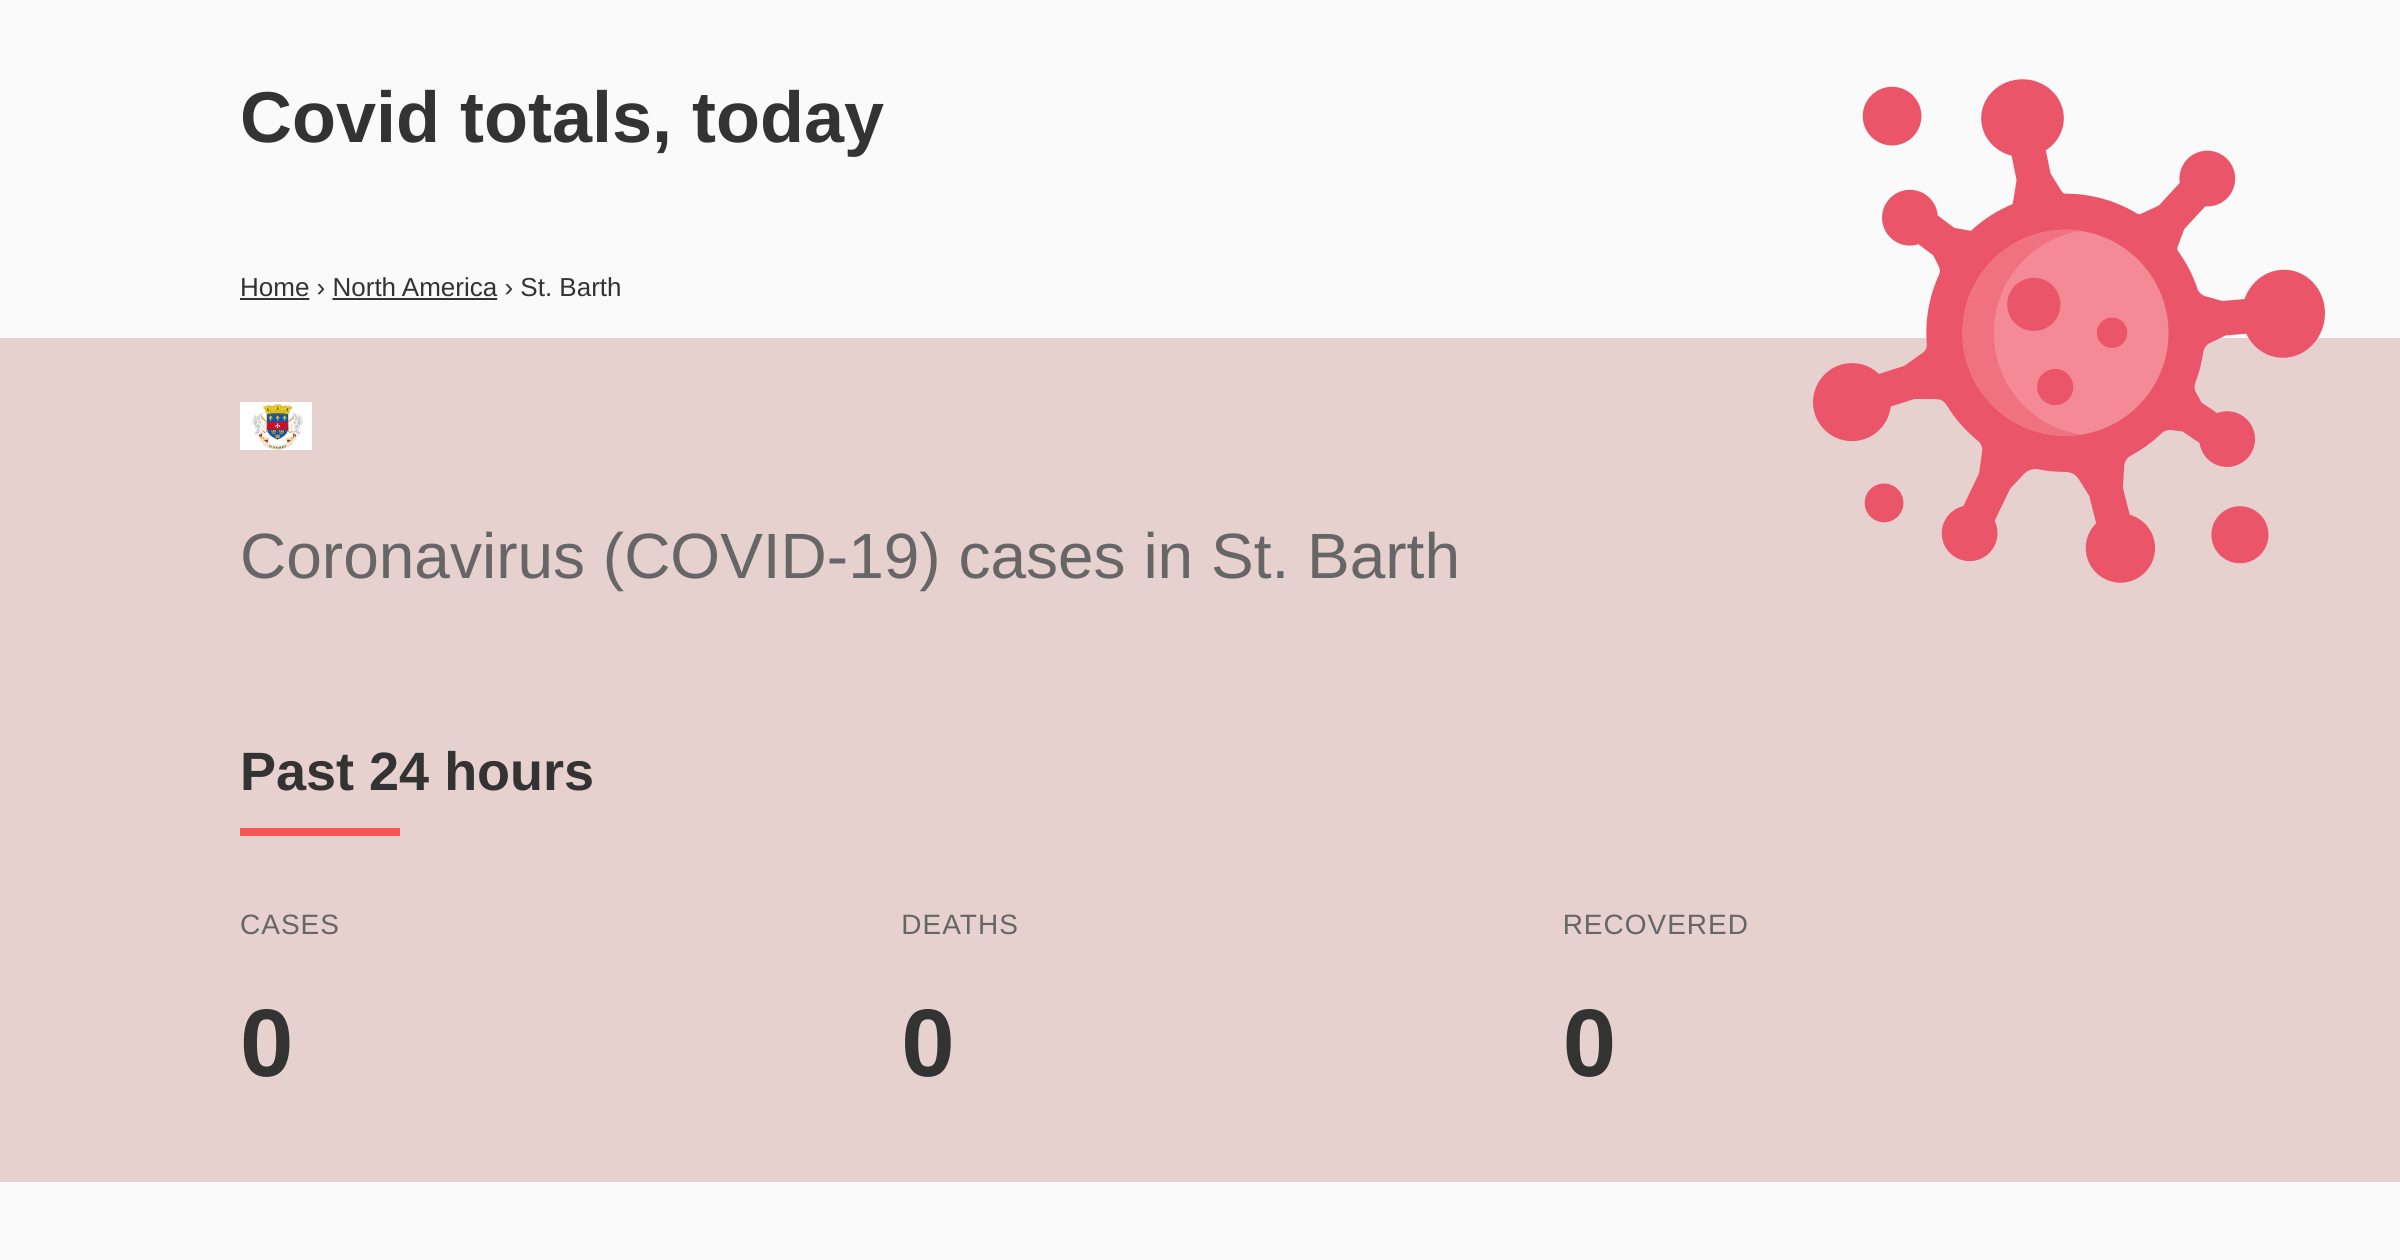 Covid totals, today
Home › North America › St. Barth
Coronavirus (COVID-19) cases in St. Barth
Past 24 hours
CASES DEATHS RECOVERED
0 0 0